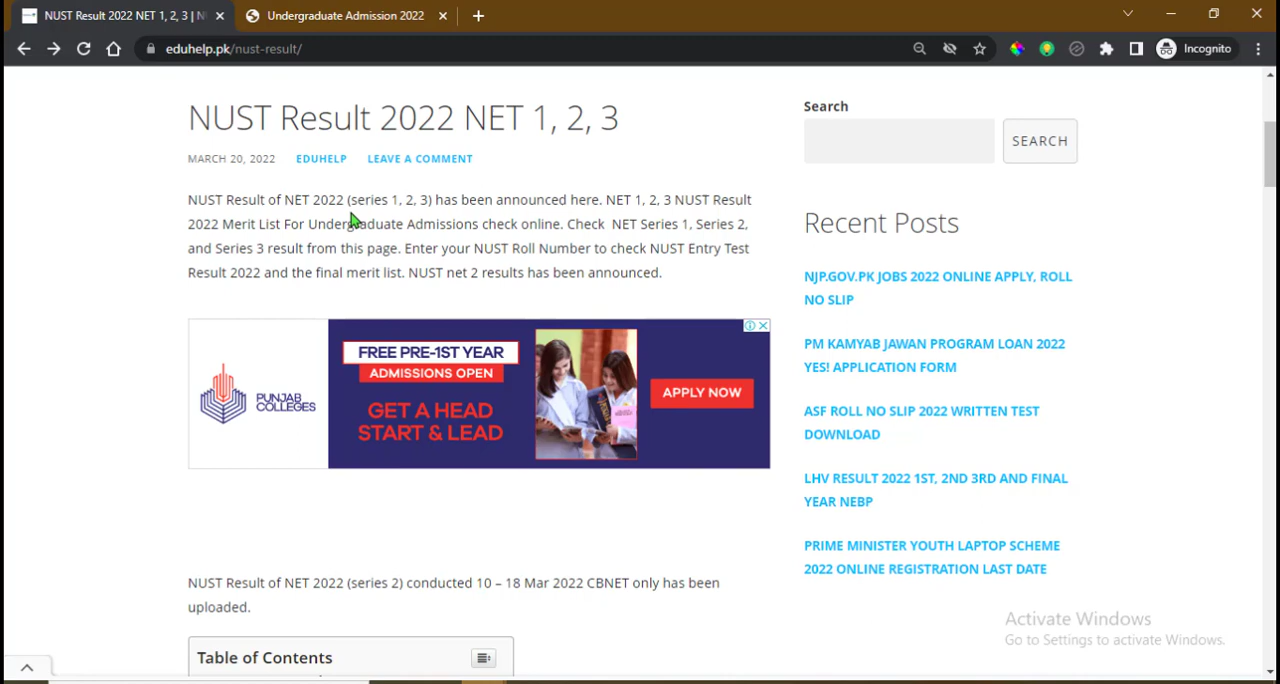 NUST Result 2022 NET 1, 2, 3 | N
Undergraduate Admission 2022
eduhelp.pk/nust-result/
Incognito
NUST Result 2022 NET 1, 2, 3
MARCH 20, 2022 EDUHELP LEAVE A COMMENT
NUST Result of NET 2022 (series 1, 2, 3) has been announced here. NET 1, 2, 3 NUST Result
2022 Merit List For Undergraduate Admissions check online. Check NET Series 1, Series 2,
and Series 3 result from this page. Enter your NUST Roll Number to check NUST Entry Test
Result 2022 and the final merit list. NUST net 2 results has been announced.
PUNJAB
COLLEGES
FREE PRE-1ST YEAR
ADMISSIONS OPEN
GET A HEAD
START & LEAD
APPLY NOW
NUST Result of NET 2022 (series 2) conducted 10 – 18 Mar 2022 CBNET only has been
uploaded.
Table of Contents
Search
SEARCH
Recent Posts
NJP.GOV.PK JOBS 2022 ONLINE APPLY, ROLL
NO SLIP
PM KAMYAB JAWAN PROGRAM LOAN 2022
YES! APPLICATION FORM
ASF ROLL NO SLIP 2022 WRITTEN TEST
DOWNLOAD
LHV RESULT 2022 1ST, 2ND 3RD AND FINAL
YEAR NEBP
PRIME MINISTER YOUTH LAPTOP SCHEME
2022 ONLINE REGISTRATION LAST DATE
Activate Windows
Go to Settings to activate Windows.